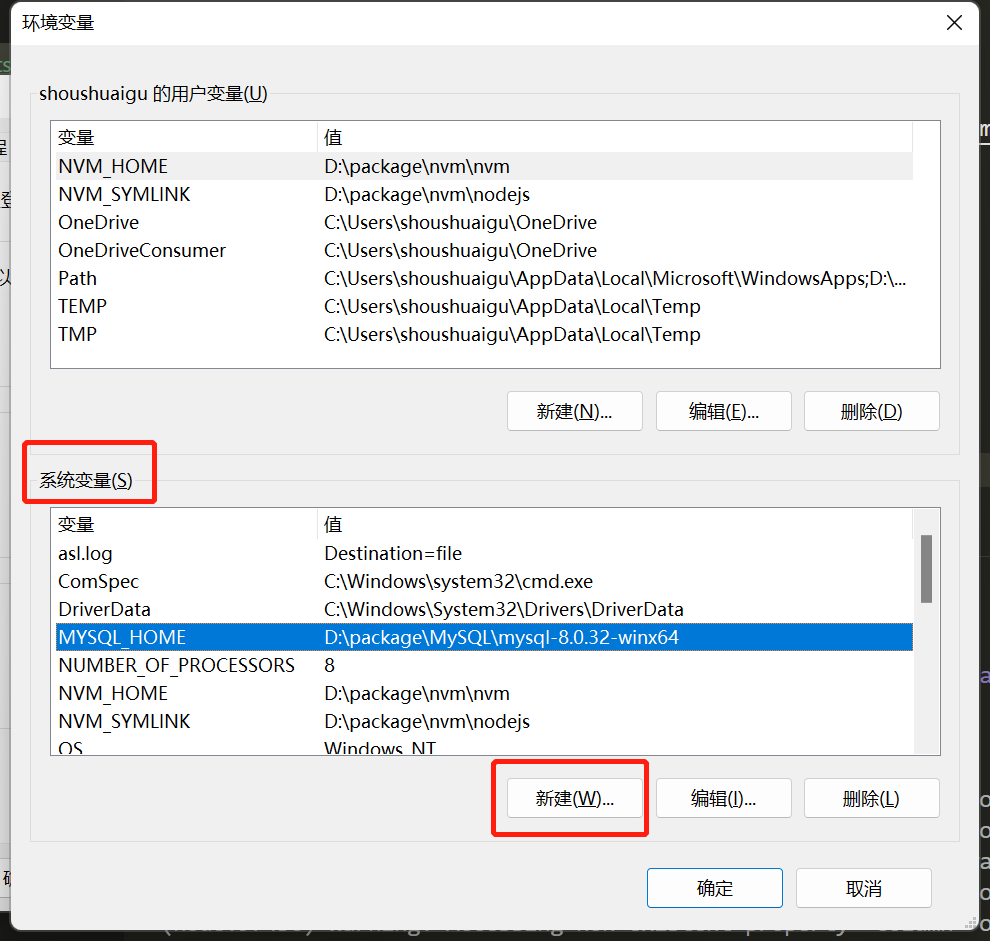 环境变量
shoushuaigu 的用户变量(U)
变量 值
NVM_HOME D:\package\nvm\nvm
NVM_SYMLINK D:\package\nvm\nodejs
OneDrive C:\Users\shoushuaigu\OneDrive
OneDriveConsumer C:\Users\shoushuaigu\OneDrive
Path C:\Users\shoushuaigu\AppData\Local\Microsoft\WindowsApps;D:\...
TEMP C:\Users\shoushuaigu\AppData\Local\Temp
TMP C:\Users\shoushuaigu\AppData\Local\Temp
新建(N)... 编辑(E)... 删除(D)
系统变量(S)
变量 值
asl.log Destination=file
ComSpec C:\Windows\system32\cmd.exe
DriverData C:\Windows\System32\Drivers\DriverData
MYSQL_HOME D:\package\MySQL\mysql-8.0.32-winx64
NUMBER_OF_PROCESSORS 8
NVM_HOME D:\package\nvm\nvm
NVM_SYMLINK D:\package\nvm\nodejs
OS Windows_NT
新建(W)... 编辑(I)... 删除(L)
确定 取消